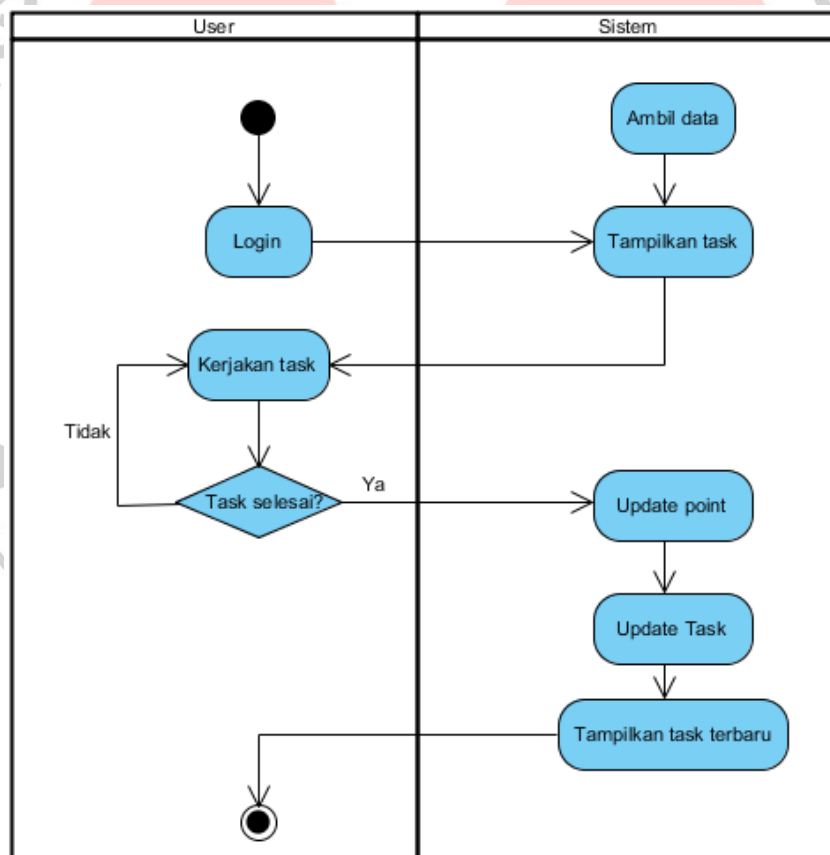 User
Sistem
Ambil data
Login
Tampilkan task
Kerjakan task
Tidak
Task selesai?
Ya
Update point
Update Task
Tampilkan task terbaru